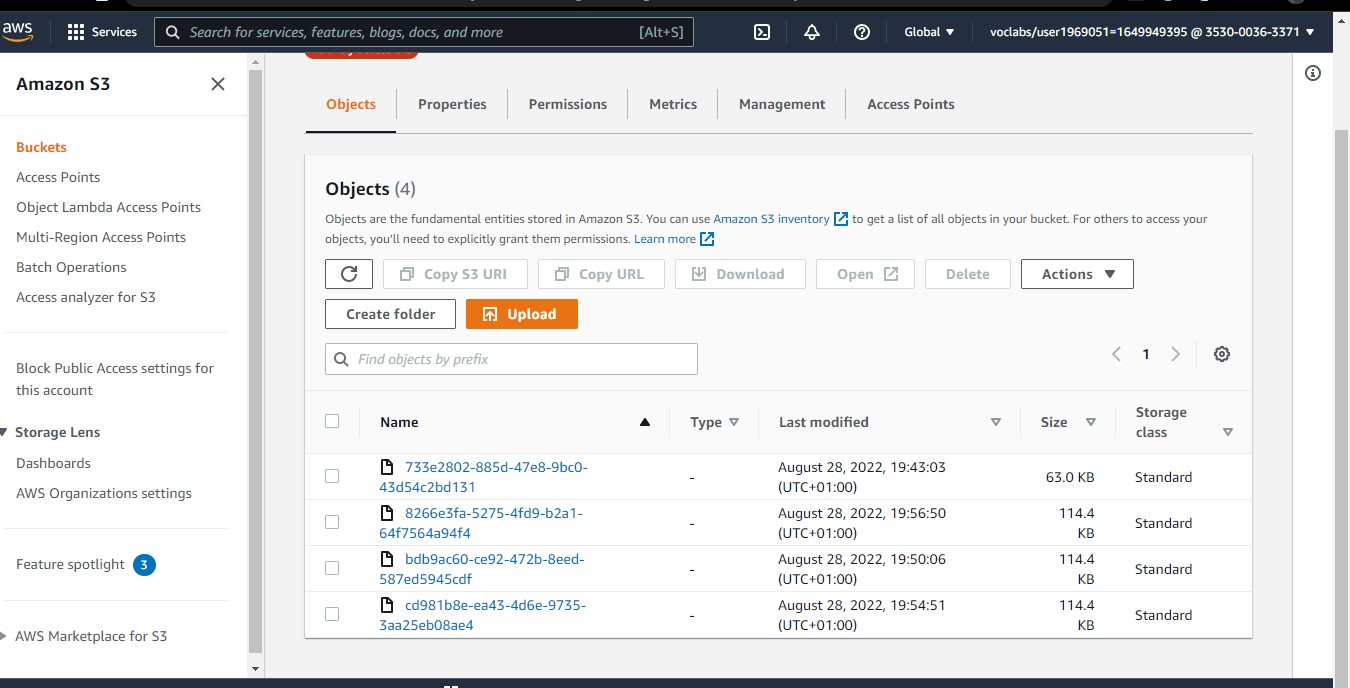 aws
Services
Search for services, features, blogs, docs, and more
[Alt+S]
Global
voclabs/user1969051=1649949395 @ 3530-0036-3371
Amazon S3
Buckets
Access Points
Object Lambda Access Points
Multi-Region Access Points
Batch Operations
Access analyzer for S3
Block Public Access settings for
this account
Storage Lens
Dashboards
AWS Organizations settings
Feature spotlight 3
AWS Marketplace for S3
Objects
Properties
Permissions
Metrics
Management
Access Points
Objects (4)
Objects are the fundamental entities stored in Amazon S3. You can use Amazon S3 inventory to get a list of all objects in your bucket. For others to access your
objects, you'll need to explicitly grant them permissions. Learn more
Copy S3 URI
Copy URL
Download
Open
Delete
Actions
Create folder
Upload
Find objects by prefix
1
Name
Type
Last modified
Size
Storage
class
733e2802-885d-47e8-9bc0-
43d54c2bd131
-
August 28, 2022, 19:43:03
(UTC+01:00)
63.0 KB
Standard
8266e3fa-5275-4fd9-b2a1-
64f7564a94f4
-
August 28, 2022, 19:56:50
(UTC+01:00)
114.4
KB
Standard
bdb9ac60-ce92-472b-8eed-
587ed5945cdf
-
August 28, 2022, 19:50:06
(UTC+01:00)
114.4
KB
Standard
cd981b8e-ea43-4d6e-9735-
3aa25eb08ae4
-
August 28, 2022, 19:54:51
(UTC+01:00)
114.4
KB
Standard